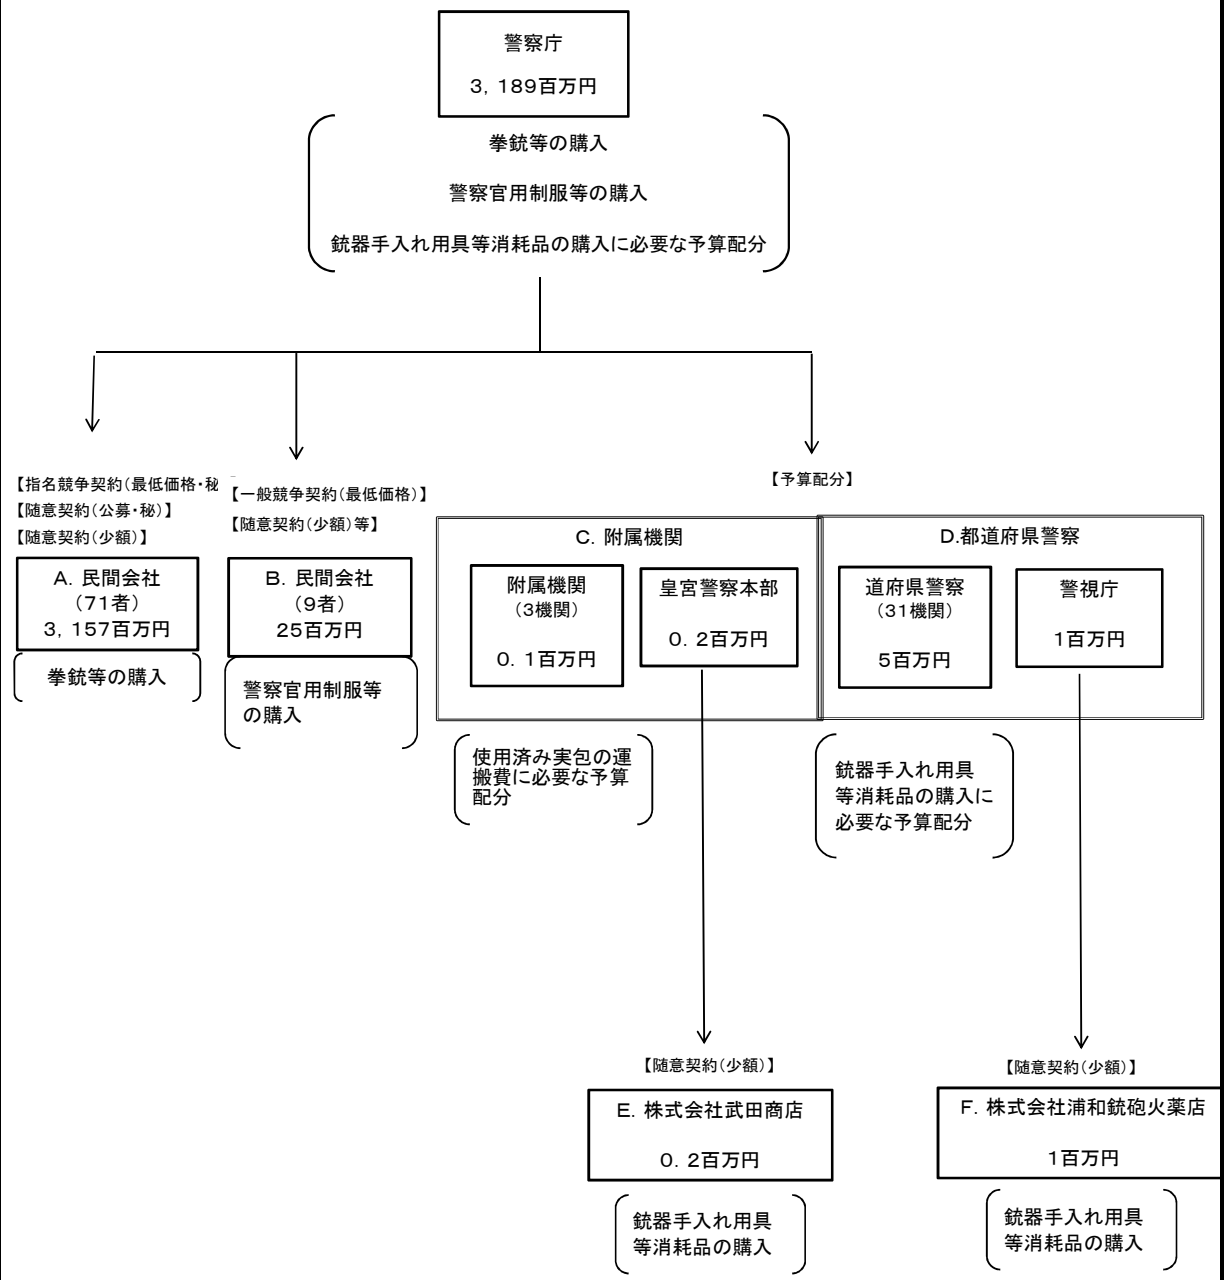 警察庁
3，189百万円
拳銃等の購入
警察官用制服等の購入
銃器手入れ用具等消耗品の購入に必要な予算配分
【指名競争契約（最低価格・秘
【随意契約（公募・秘）】
【随意契約（少額）】
A．民間会社
（71者）
3，157百万円
拳銃等の購入
【一般競争契約（最低価格）】
【随意契約（少額）等】
B．民間会社
（9者）
25百万円
警察官用制服等
の購入
【予算配分】
C．附属機関
附属機関
（3機関）
0．1百万円
皇宮警察本部
0．2百万円
使用済み実包の運
搬費に必要な予算
配分
D.都道府県警察
道府県警察
（31機関）
5百万円
警視庁
1百万円
銃器手入れ用具
等消耗品の購入に
必要な予算配分
【随意契約（少額）】
E．株式会社武田商店
0．2百万円
銃器手入れ用具
等消耗品の購入
【随意契約（少額）】
F．株式会社浦和銃砲火薬店
1百万円
銃器手入れ用具
等消耗品の購入